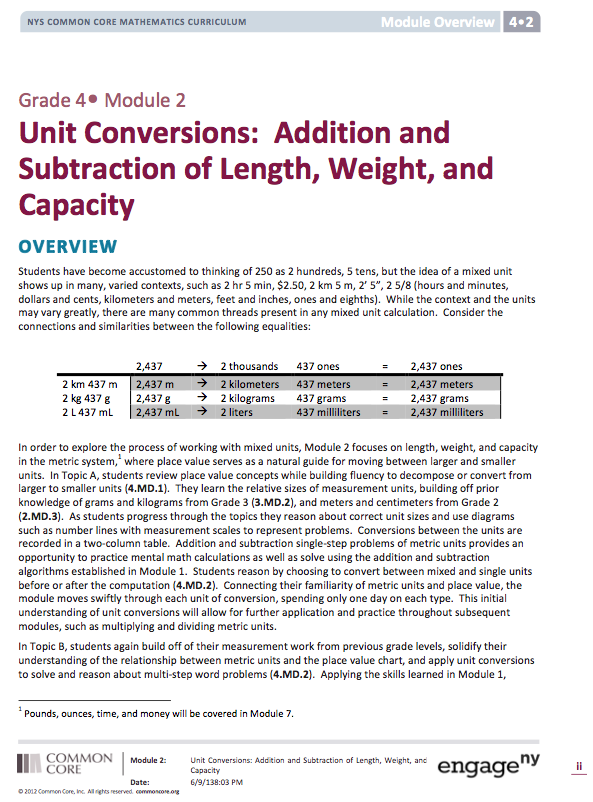 NYS COMMON CORE MATHEMATICS CURRICULUM Module Overview 4•2
Grade 4• Module 2
Unit Conversions: Addition and
Subtraction of Length, Weight, and
Capacity
OVERVIEW
Students have become accustomed to thinking of 250 as 2 hundreds, 5 tens, but the idea of a mixed unit
shows up in many, varied contexts, such as 2 hr 5 min, $2.50, 2 km 5 m, 2’ 5”, 2 5/8 (hours and minutes,
dollars and cents, kilometers and meters, feet and inches, ones and eighths). While the context and the units
may vary greatly, there are many common threads present in any mixed unit calculation. Consider the
connections and similarities between the following equalities:
2,437 → 2 thousands 437 ones = 2,437 ones
2 km 437 m 2,437 m → 2 kilometers 437 meters = 2,437 meters
2 kg 437 g 2,437 g → 2 kilograms 437 grams = 2,437 grams
2 L 437 mL 2,437 mL → 2 liters 437 milliliters = 2,437 milliliters
In order to explore the process of working with mixed units, Module 2 focuses on length, weight, and capacity
in the metric system,1 where place value serves as a natural guide for moving between larger and smaller
units. In Topic A, students review place value concepts while building fluency to decompose or convert from
larger to smaller units (4.MD.1). They learn the relative sizes of measurement units, building off prior
knowledge of grams and kilograms from Grade 3 (3.MD.2), and meters and centimeters from Grade 2
(2.MD.3). As students progress through the topics they reason about correct unit sizes and use diagrams
such as number lines with measurement scales to represent problems. Conversions between the units are
recorded in a two-column table. Addition and subtraction single-step problems of metric units provides an
opportunity to practice mental math calculations as well as solve using the addition and subtraction
algorithms established in Module 1. Students reason by choosing to convert between mixed and single units
before or after the computation (4.MD.2). Connecting their familiarity of metric units and place value, the
module moves swiftly through each unit of conversion, spending only one day on each type. This initial
understanding of unit conversions will allow for further application and practice throughout subsequent
modules, such as multiplying and dividing metric units.
In Topic B, students again build off of their measurement work from previous grade levels, solidify their
understanding of the relationship between metric units and the place value chart, and apply unit conversions
to solve and reason about multi-step word problems (4.MD.2). Applying the skills learned in Module 1,
1 Pounds, ounces, time, and money will be covered in Module 7.
COMMON
CORE
Module 2: Unit Conversions: Addition and Subtraction of Length, Weight, and
Capacity
Date: 6/9/138:03 PM
engageny
ii
© 2012 Common Core, Inc. All rights reserved. commoncore.org